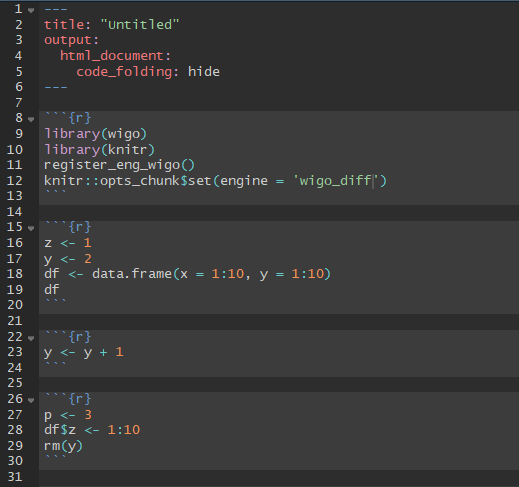 1 ---
2 title: "Untitled"
3 output:
4   html_document:
5     code_folding: hide
6 ---
7
8 ```{r}
9 library(wigo)
10 library(knitr)
11 register_eng_wigo()
12 knitr::opts_chunk$set(engine = 'wigo_diff')
13 ```
14
15 ```{r}
16 z <- 1
17 y <- 2
18 df <- data.frame(x = 1:10, y = 1:10)
19 df
20 ```
21
22 ```{r}
23 y <- y + 1
24 ```
25
26 ```{r}
27 p <- 3
28 df$z <- 1:10
29 rm(y)
30 ```
31